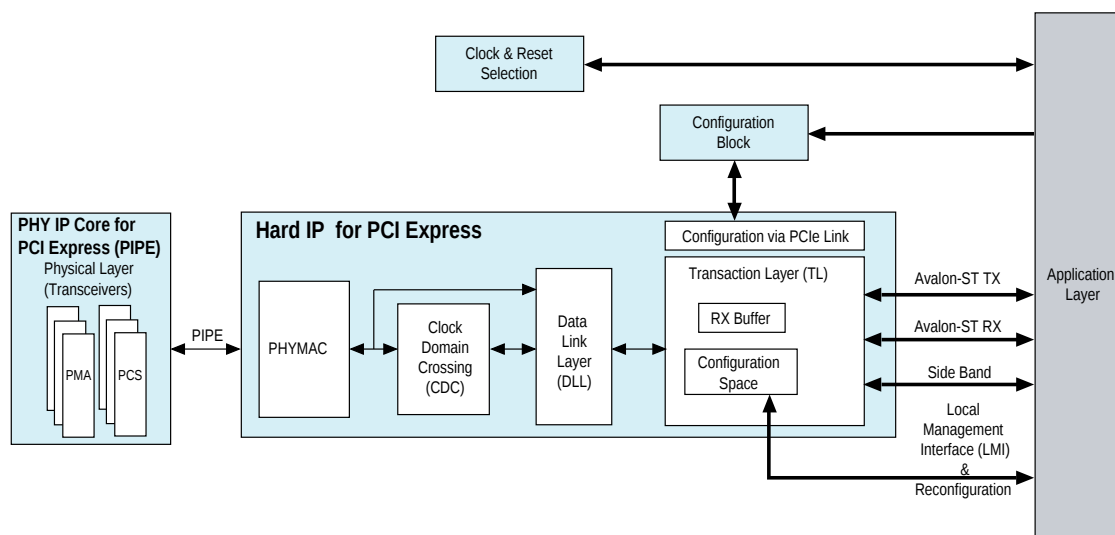 Clock & Reset
Selection
Configuration
Block
PHY IP Core for
PCI Express (PIPE)
Physical Layer
(Transceivers)
PMA
PCS
PIPE
Hard IP for PCI Express
PHYMAC
Clock
Domain
Crossing
(CDC)
Data
Link
Layer
(DLL)
Configuration via PCIe Link
Transaction Layer (TL)
RX Buffer
Configuration
Space
Avalon-ST TX
Avalon-ST RX
Side Band
Local
Management
Interface (LMI)
&
Reconfiguration
Application
Layer